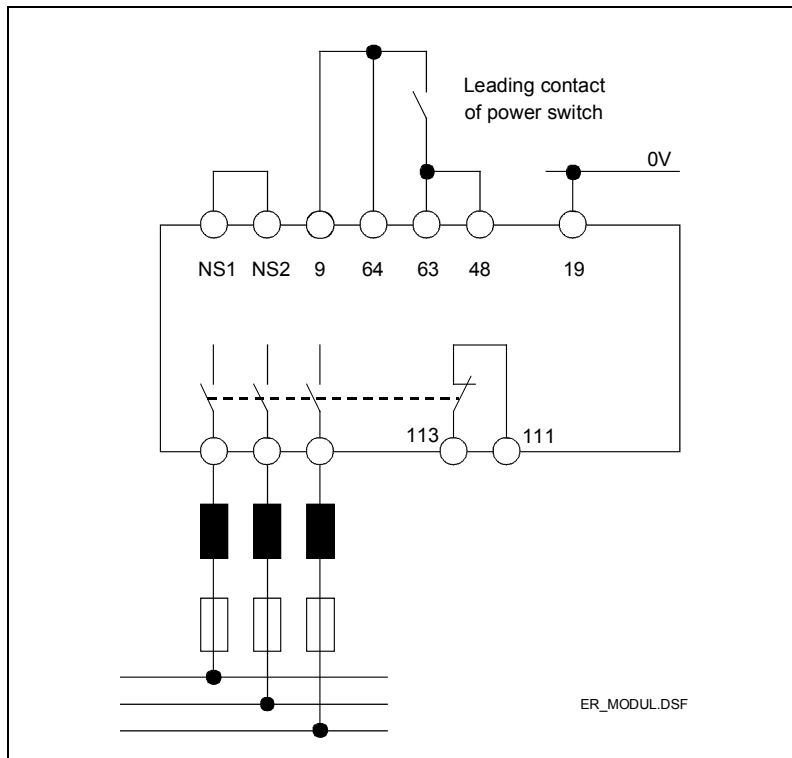 Leading contact
of power switch
0V
NS1 NS2 9 64 63 48 19
113 111
ER_MODUL.DSF